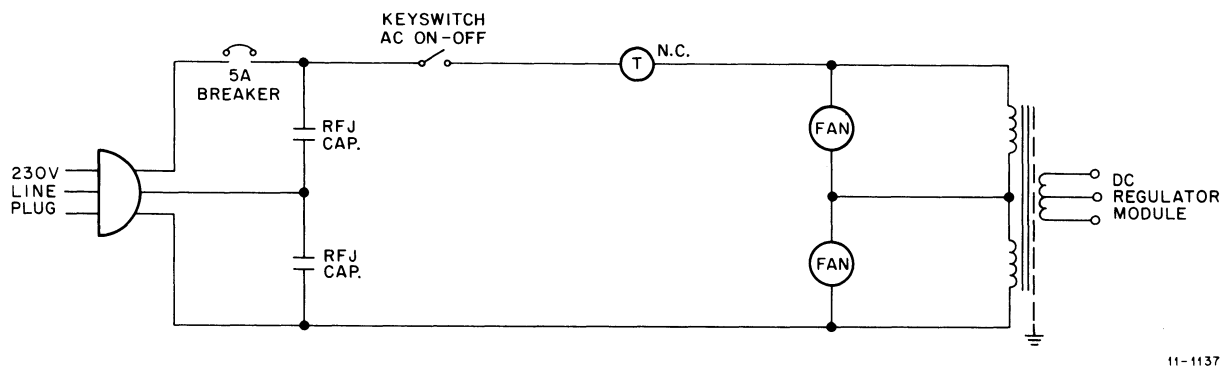 KEYSWITCH
AC ON-OFF
N.C.
T
5A
BREAKER
RFJ
CAP.
FAN
230V
LINE
PLUG
DC
REGULATOR
MODULE
RFJ
CAP.
FAN
11-1137